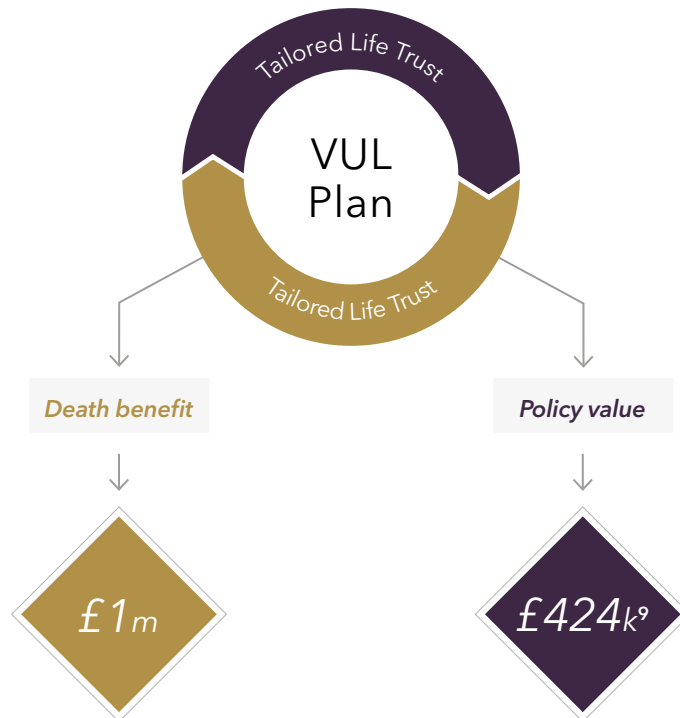 Tailored Life Trust
VUL
Plan
Tailored Life Trust
Death benefit
Policy value
£1m
£424k⁹